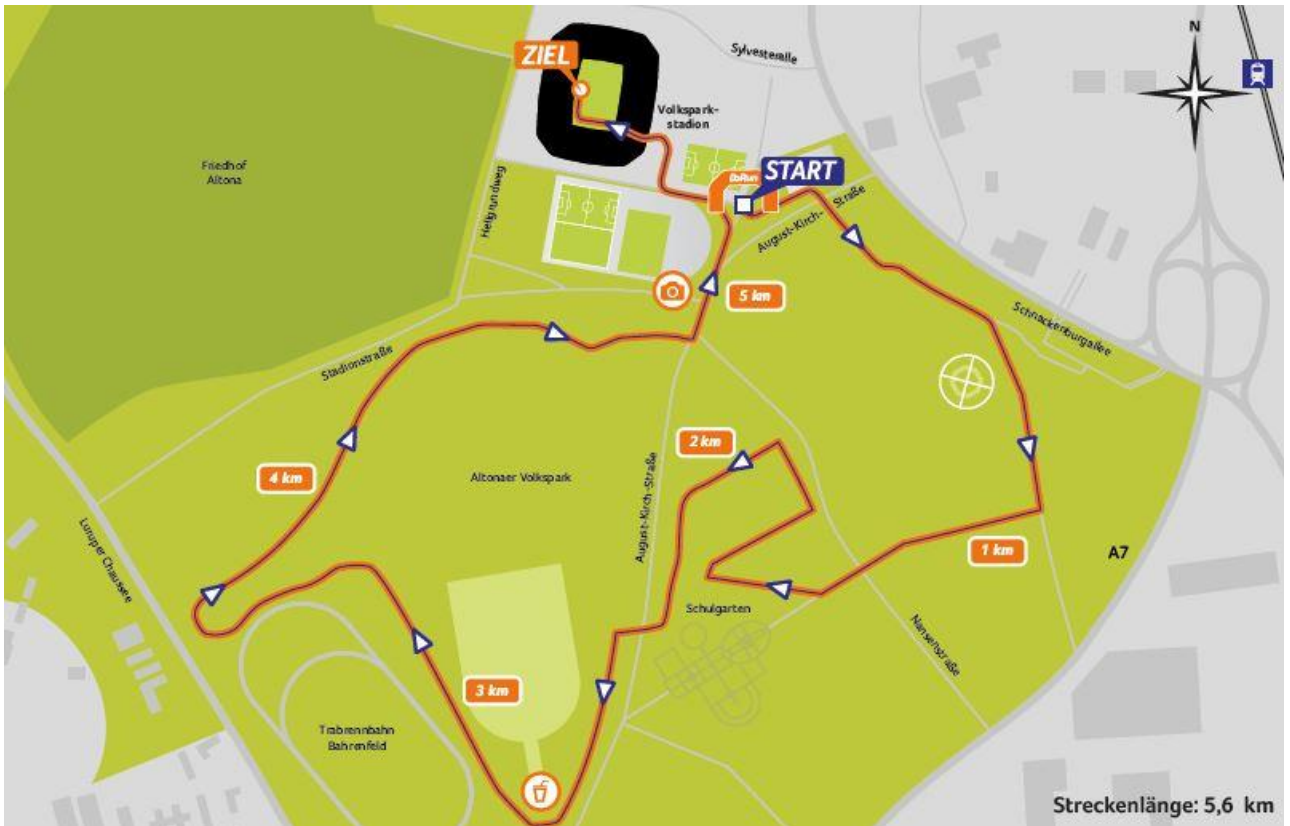 ZIEL
Sylvesteralle
N
Volkspark-
stadion
START
Friedhof
Altona
Hellgrundweg
August-Kirch-
Straße
5 km
Schnackenburgallee
Stadionstraße
2 km
4 km
Altonaer Volkspark
August-Kirch-Straße
Luruper Chaussee
1 km
A7
Schulgarten
Nansenstraße
3 km
Trabrennbahn
Bahrenfeld
Streckenlänge: 5,6 km